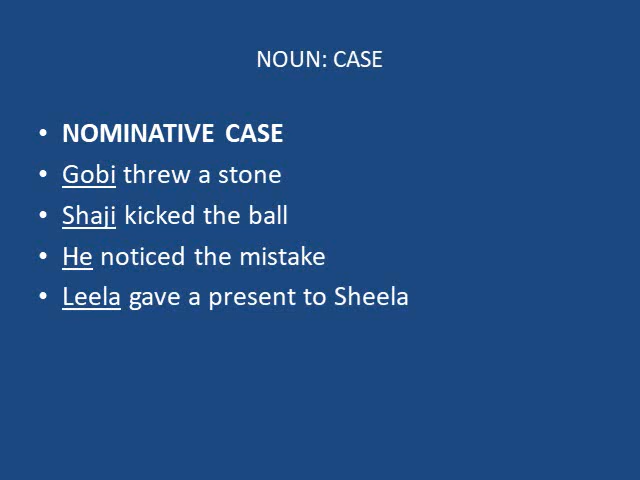 NOUN: CASE
• NOMINATIVE CASE
• Gobi threw a stone
• Shaji kicked the ball
• He noticed the mistake
• Leela gave a present to Sheela